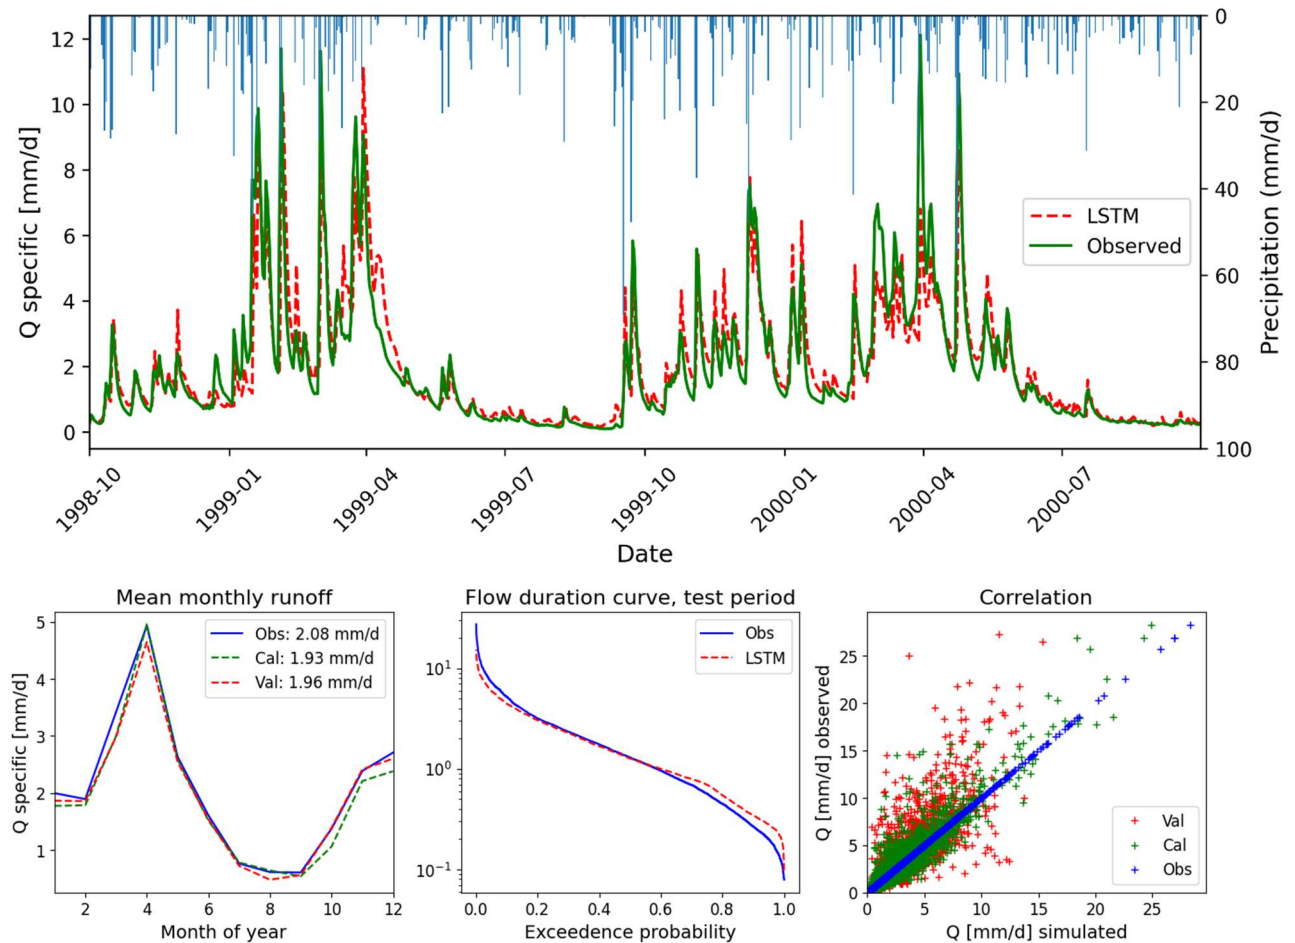 12
10
8
6
4
2
0
Q specific [mm/d]
0
20
40
60
80
100
Precipitation (mm/d)
LSTM
Observed
1998-10
1999-01
1999-04
1999-07
1999-10
2000-01
2000-04
2000-07
Date
Mean monthly runoff
5
4
3
2
1
Q specific [mm/d]
Obs: 2.08 mm/d
Cal: 1.93 mm/d
Val: 1.96 mm/d
2 4 6 8 10 12
Month of year
Flow duration curve, test period
10¹
10⁰
10⁻¹
Obs
LSTM
0.0 0.2 0.4 0.6 0.8 1.0
Exceedence probability
Correlation
25
20
15
10
5
0
Q [mm/d] observed
Val
Cal
Obs
0 5 10 15 20 25
Q [mm/d] simulated